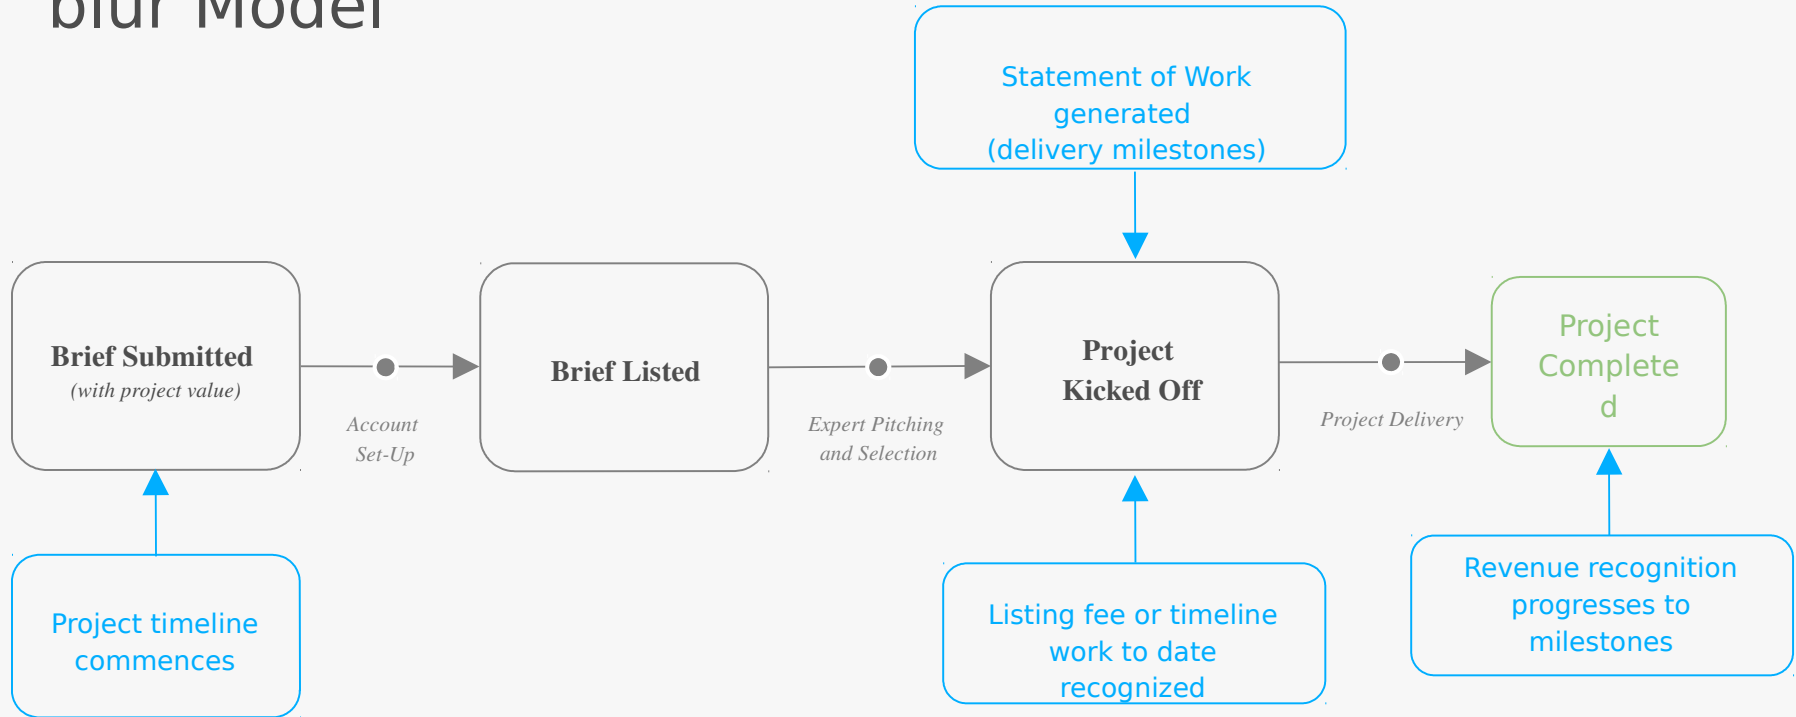 blur Model
Statement of Work
generated
(delivery milestones)
Brief Submitted
(with project value)
Account
Set-Up
Brief Listed
Expert Pitching
and Selection
Project
Kicked Off
Project Delivery
Project
Complete
d
Project timeline
commences
Listing fee or timeline
work to date
recognized
Revenue recognition
progresses to
milestones